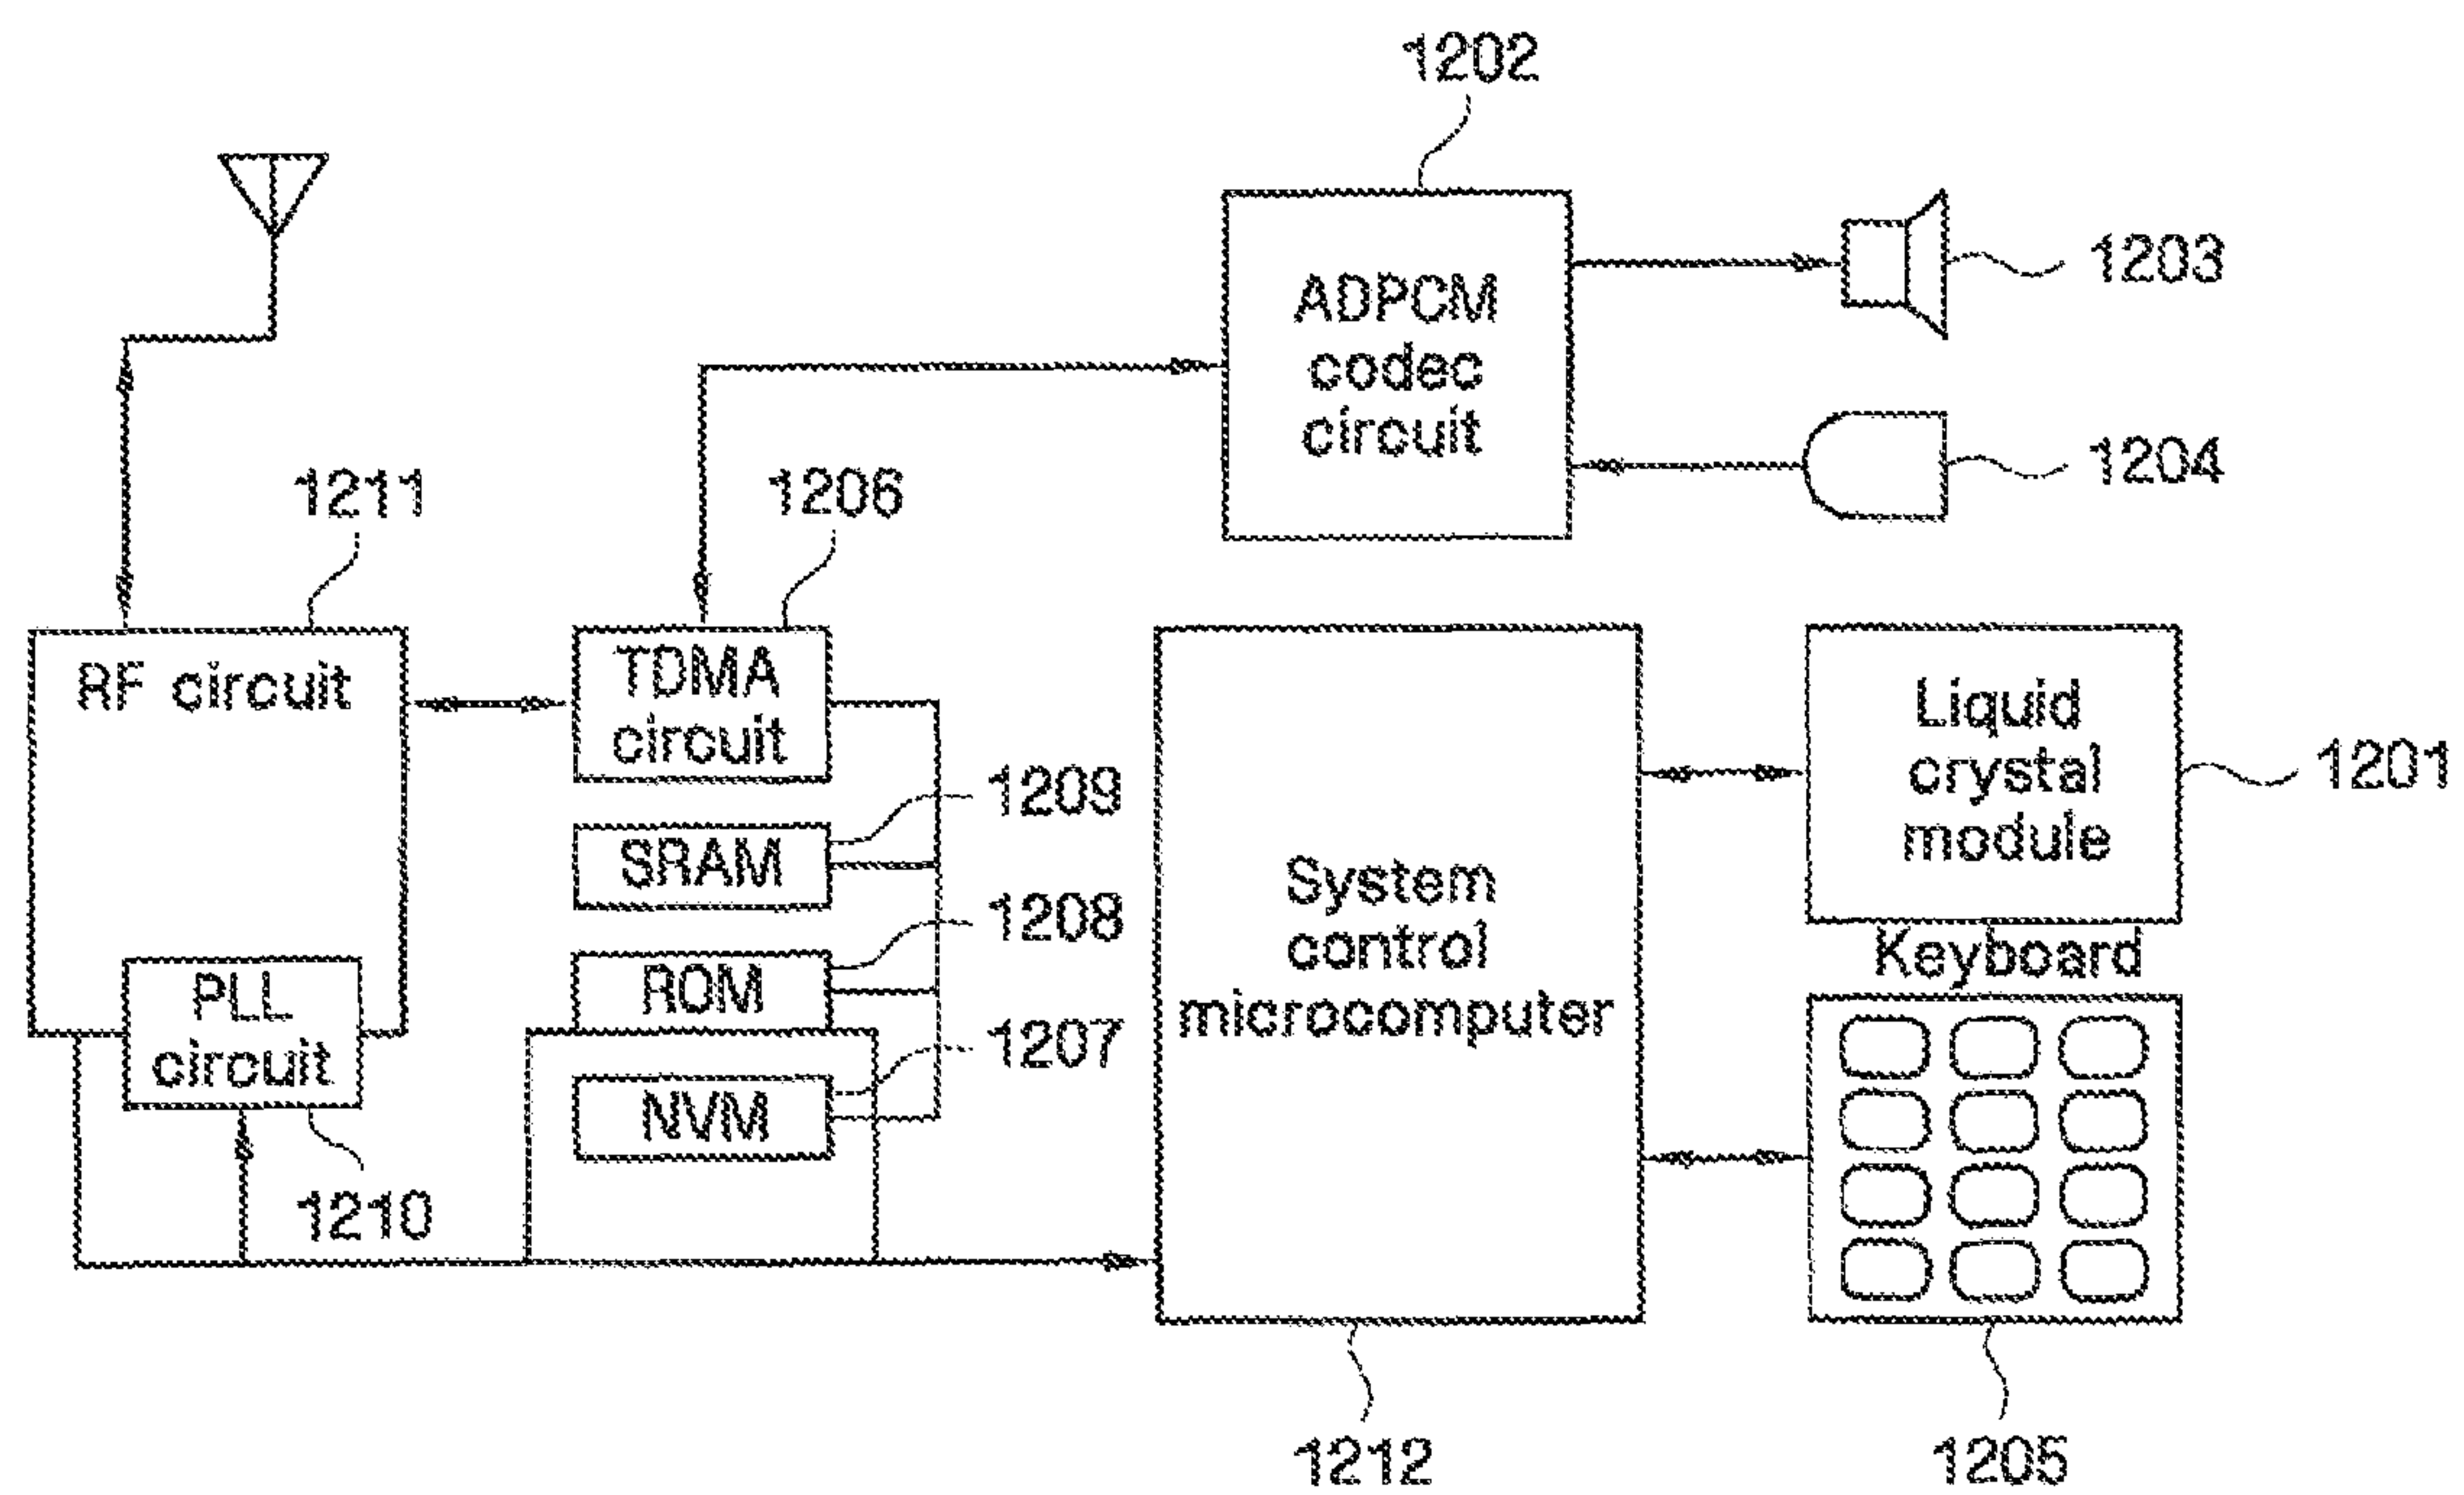 1202
1203
ADPCM
codec
circuit
1204
1211
1206
RF circuit
TDMA
circuit
1209
SRAM
1208
ROM
1207
NVM
PLL
circuit
1210
System
control
microcomputer
1212
Liquid
crystal
module
1201
Keyboard
1205